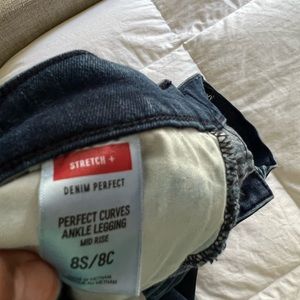 STRETCH +
DENIM PERFECT
PERFECT CURVES
ANKLE LEGGING
MID RISE
8S/8C